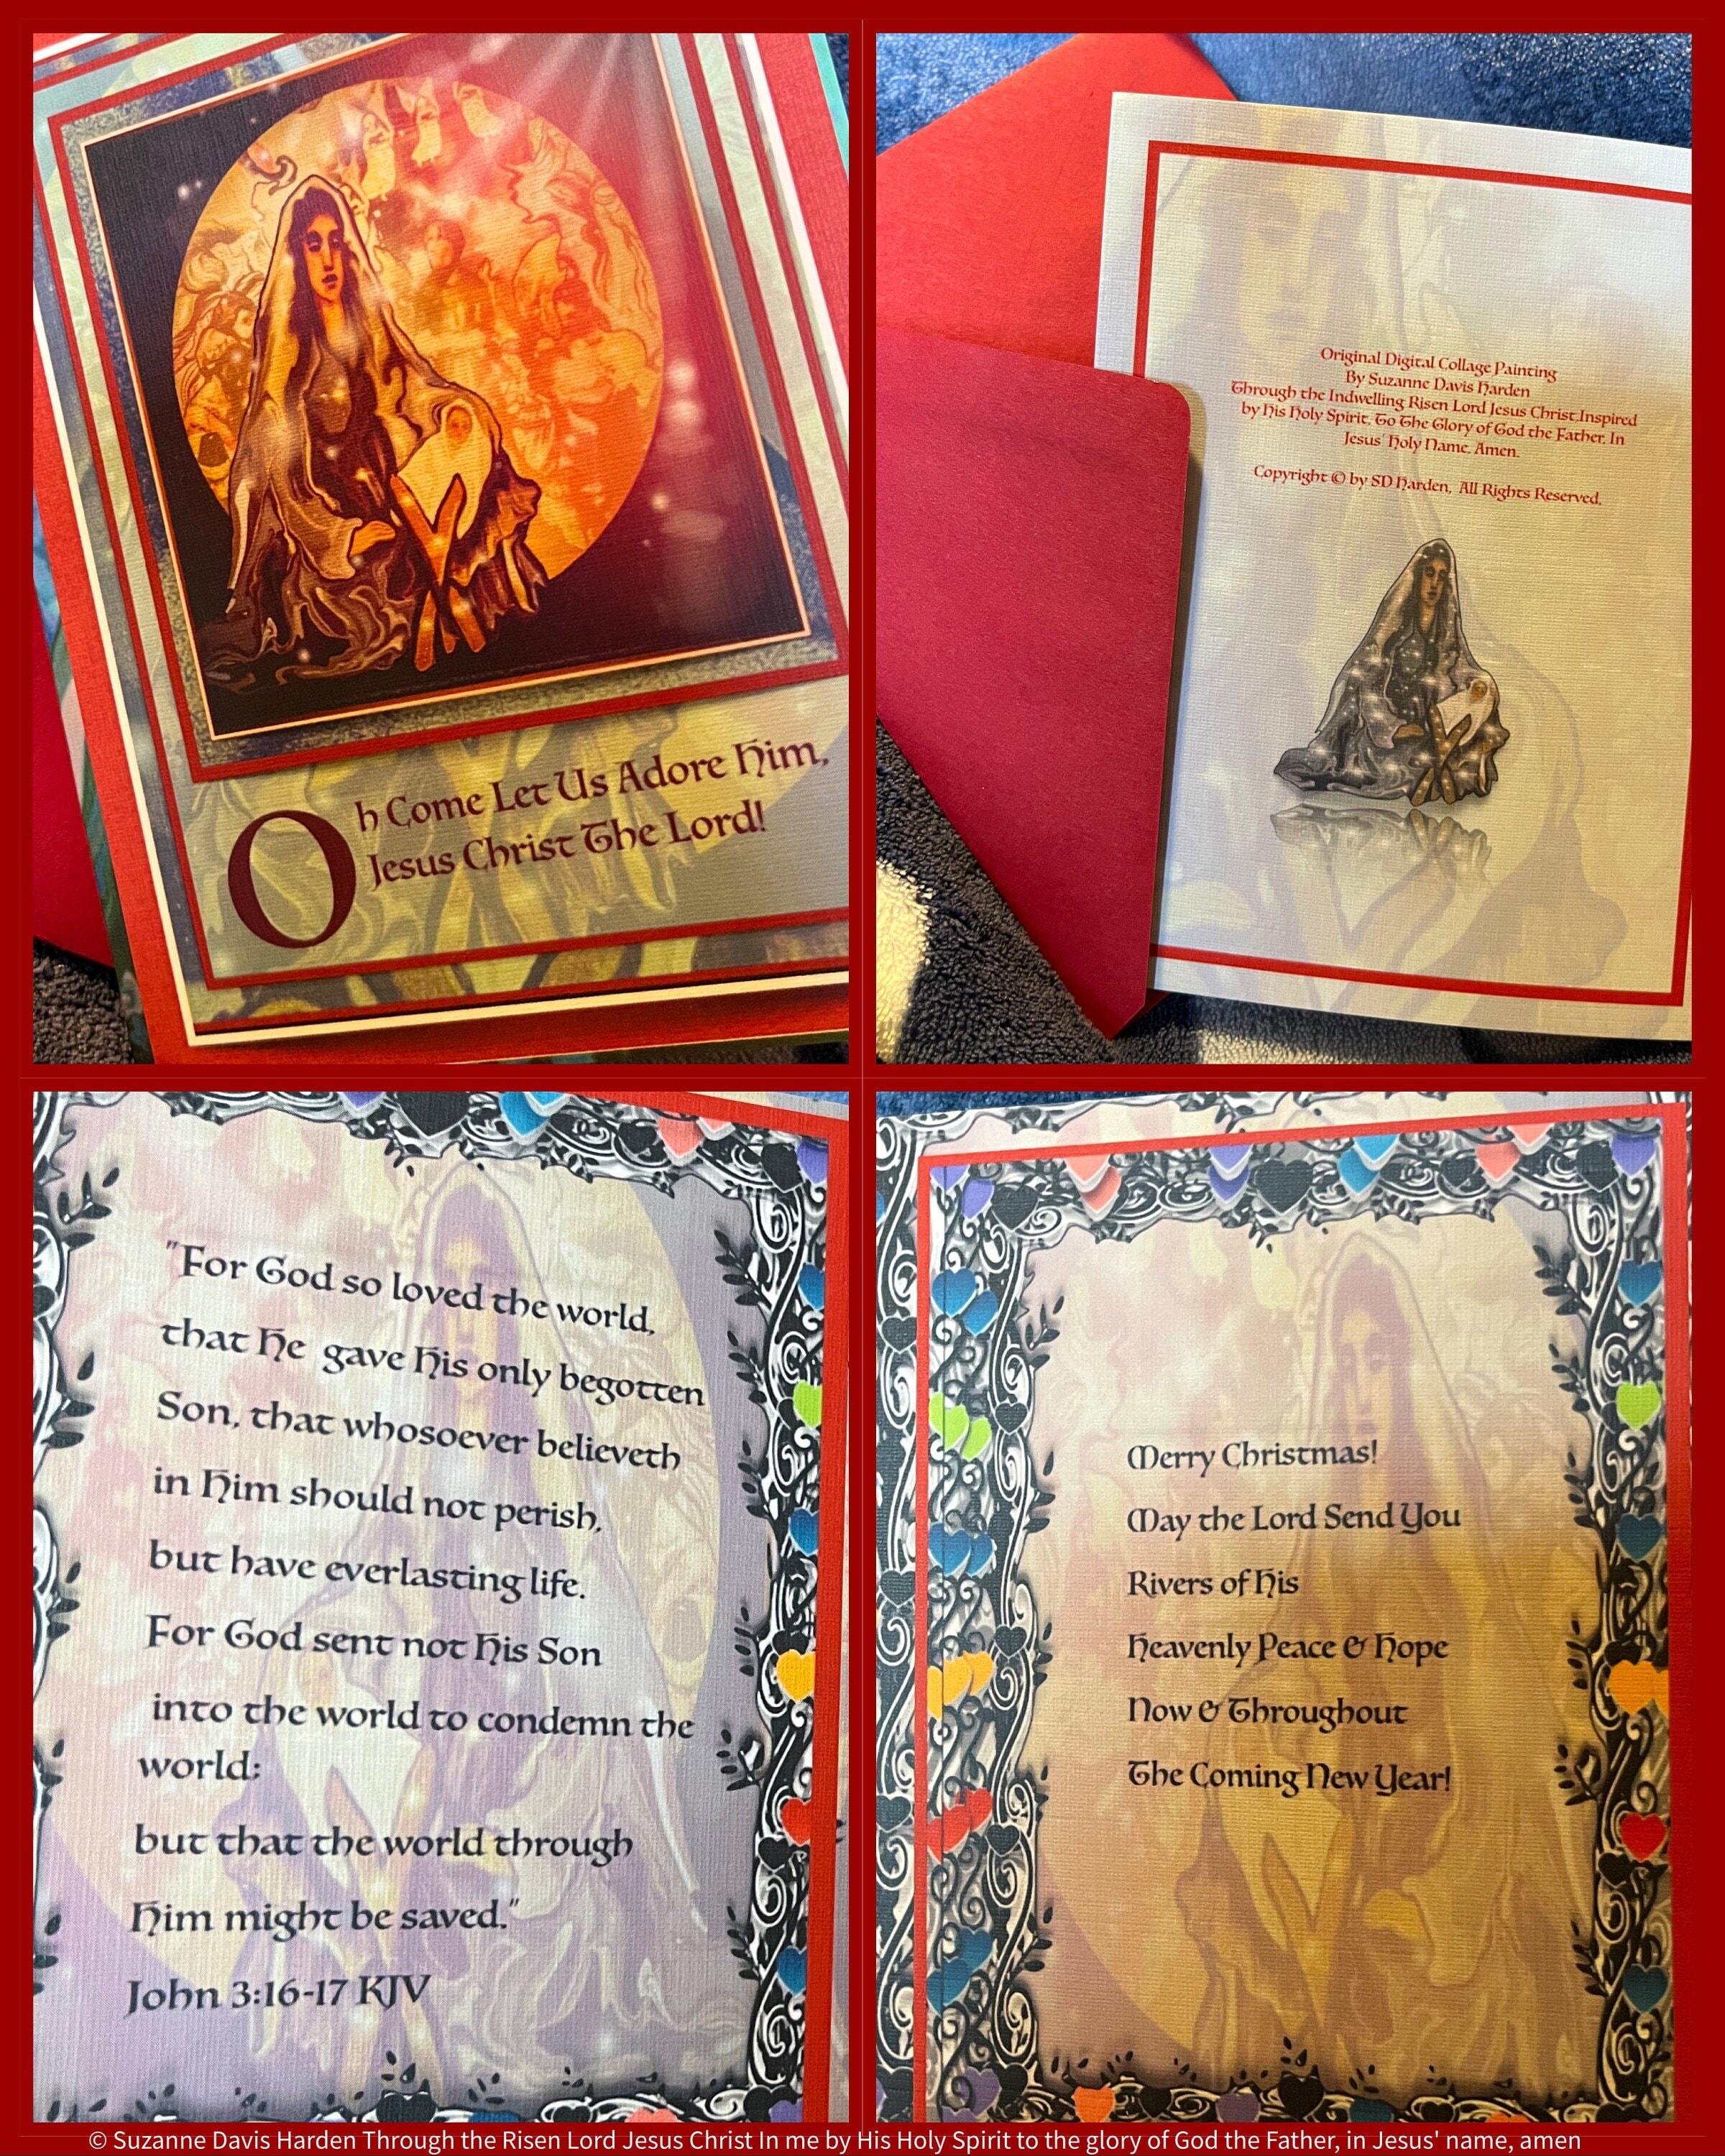 Oh Come Let Us Adore Him,
Jesus Christ The Lord!
Original Digital Collage Painting
By Suzanne Davis Harden
Through the Indwelling Risen Lord Jesus Christ.Inspired
by His Holy Spirit. To The Glory of God the Father. In
Jesus' Holy Name. Amen.
Copyright © by SD Harden. All Rights Reserved.
"For God so loved the world,
that He gave His only begotten
Son, that whosoever believeth
in Him should not perish,
but have everlasting life.
For God sent not His Son
into the world to condemn the
world;
but that the world through
Him might be saved."
John 3:16-17 KJV
Merry Christmas!
May the Lord Send You
Rivers of His
Heavenly Peace & Hope
Now & Throughout
The Coming New Year!
© Suzanne Davis Harden Through the Risen Lord Jesus Christ In me by His Holy Spirit to the glory of God the Father, in Jesus' name, amen